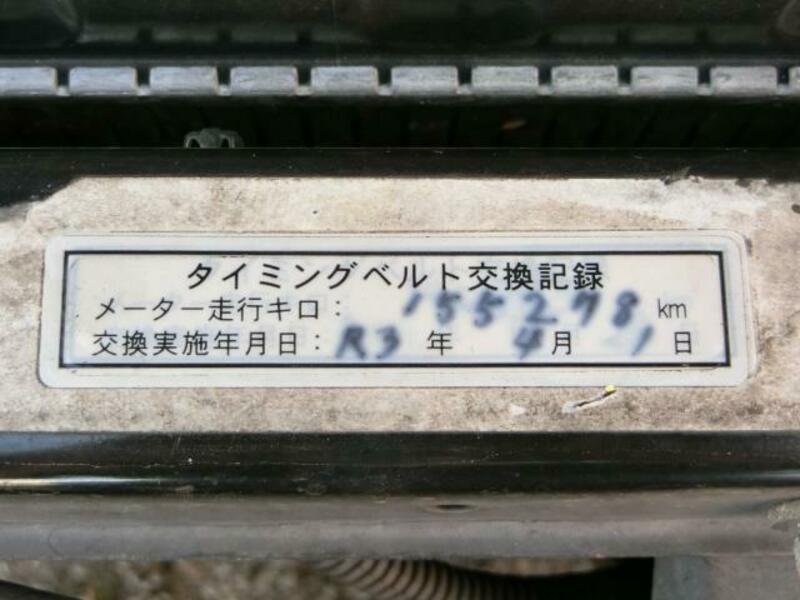 タイミングベルト交換記録
メーター走行キロ： 155278 km
交換実施年月日：R3 年 4 月 1 日